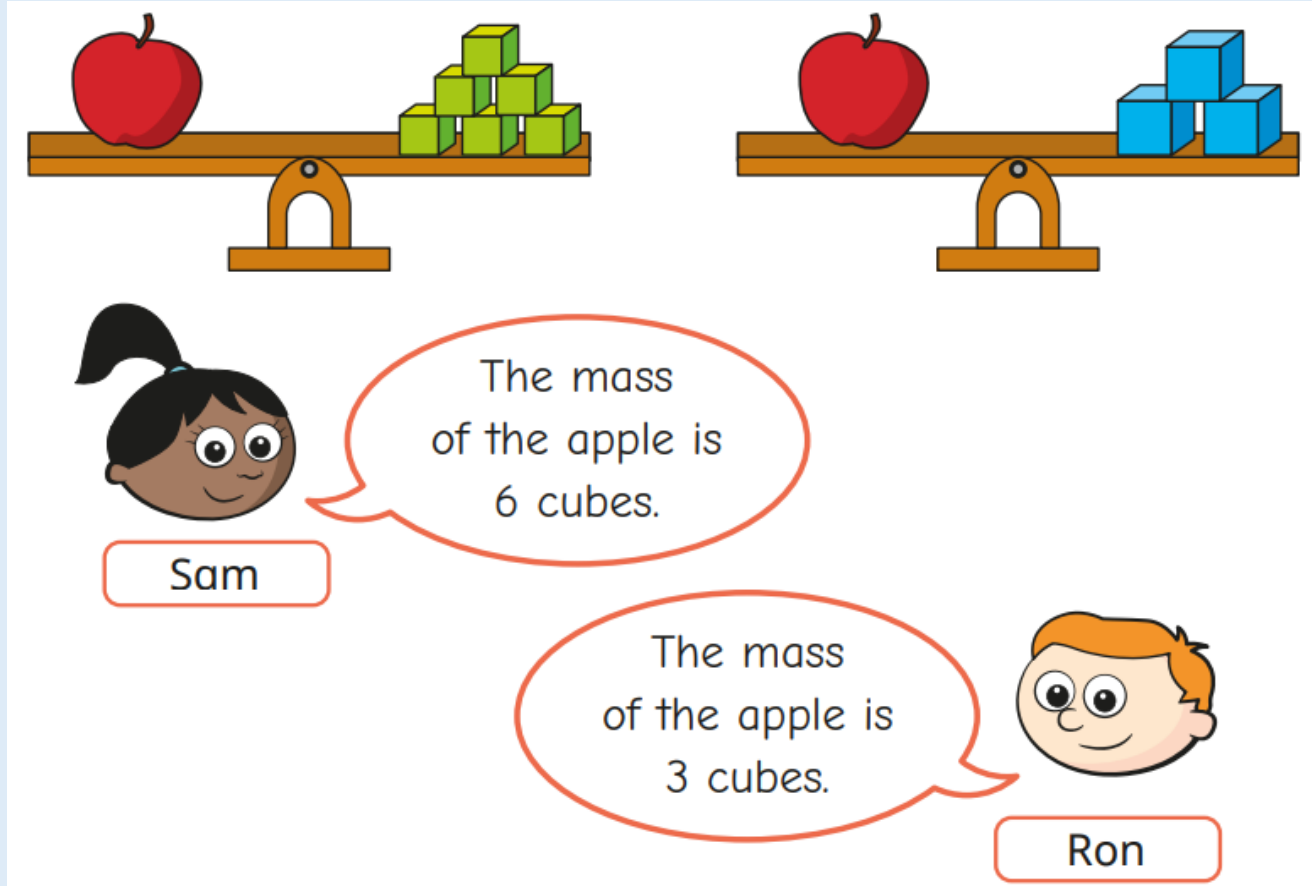 The mass
of the apple is
6 cubes.
Sam
The mass
of the apple is
3 cubes.
Ron